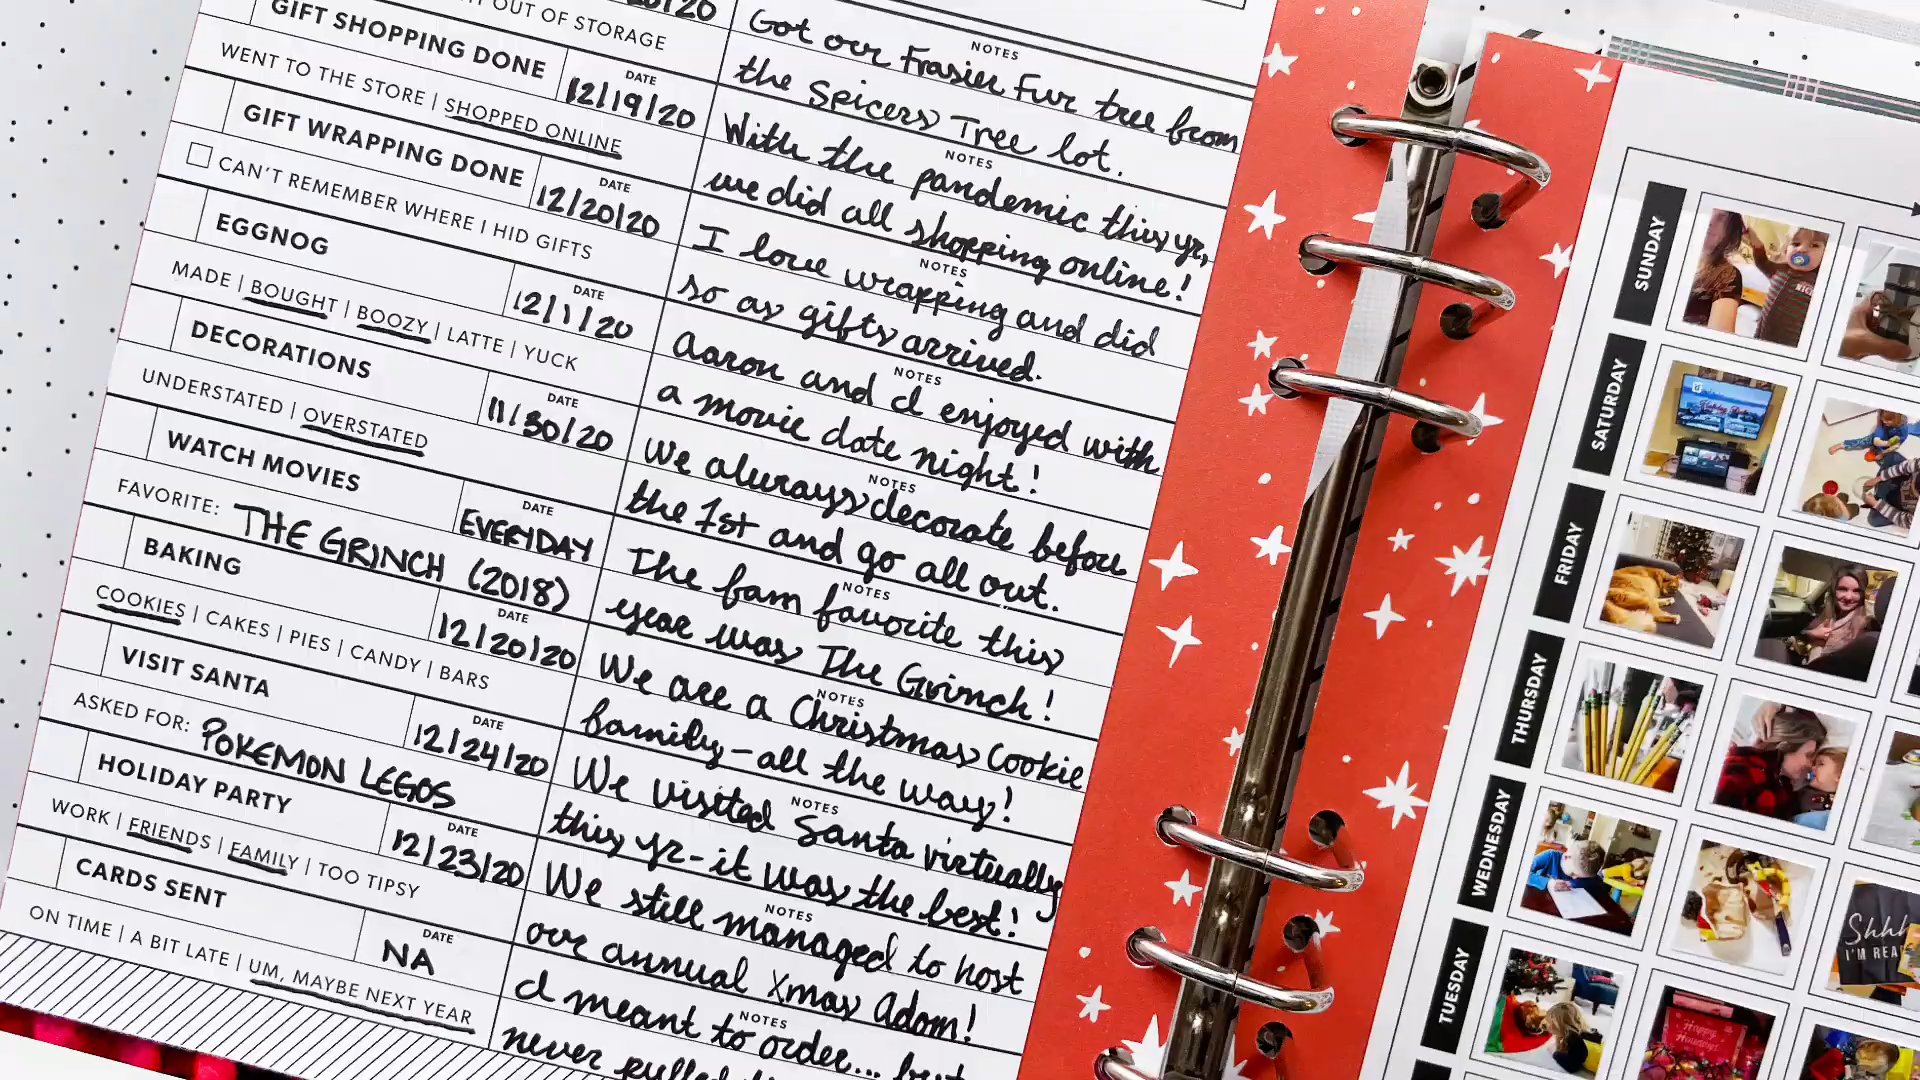 OUT OF STORAGE
NOTES
Got our Frasier Fur tree from
the Spicers Tree lot.
GIFT SHOPPING DONE
DATE
12/19/20
WENT TO THE STORE | SHOPPED ONLINE
NOTES
With the pandemic this yr,
we did all shopping online!
GIFT WRAPPING DONE
DATE
12/20/20
CAN'T REMEMBER WHERE I HID GIFTS
NOTES
I love wrapping and did
so as gifts arrived.
EGGNOG
DATE
12/1/20
MADE | BOUGHT | BOOZY | LATTE | YUCK
NOTES
Aaron and I enjoyed with
a movie date night!
DECORATIONS
DATE
11/30/20
UNDERSTATED | OVERSTATED
NOTES
We always decorate before
the 1st and go all out.
WATCH MOVIES
DATE
EVERYDAY
FAVORITE: THE GRINCH (2018)
NOTES
The fam favorite this
year was The Grinch!
BAKING
DATE
12/20/20
COOKIES | CAKES | PIES | CANDY | BARS
NOTES
We are a Christmas Cookie
family - all the way!
VISIT SANTA
DATE
12/24/20
ASKED FOR: POKEMON LEGOS
NOTES
We visited Santa virtually
this yr - it was the best!
HOLIDAY PARTY
DATE
12/23/20
WORK | FRIENDS | FAMILY | TOO TIPSY
NOTES
We still managed to host
our annual Xmas Adam!
CARDS SENT
DATE
NA
ON TIME | A BIT LATE | UM, MAYBE NEXT YEAR
NOTES
I meant to order... but
never pulled
SUNDAY
SATURDAY
FRIDAY
THURSDAY
WEDNESDAY
TUESDAY
Shhh
I'M REA
Happy